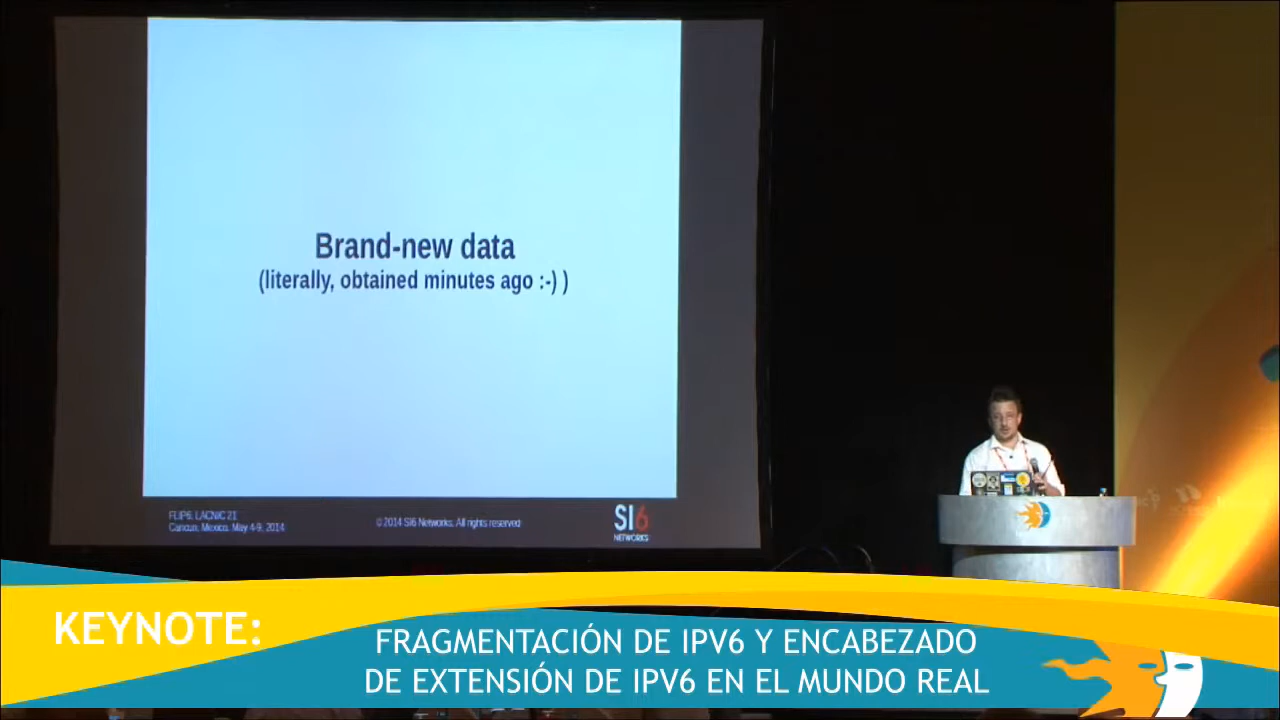 Brand-new data
(literally, obtained minutes ago :-) )
FLIP6, LACNIC 21
Cancun, Mexico. May 4-9, 2014
© 2014 SI6 Networks. All rights reserved
SI6
NETWORKS
KEYNOTE:
FRAGMENTACIÓN DE IPV6 Y ENCABEZADO
DE EXTENSIÓN DE IPV6 EN EL MUNDO REAL